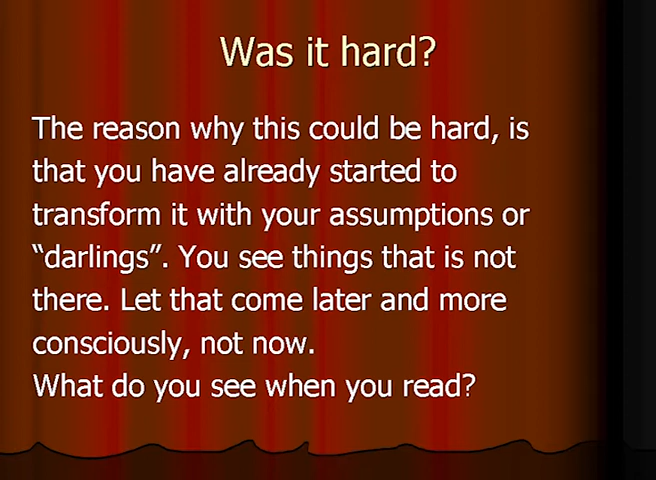 Was it hard?
The reason why this could be hard, is
that you have already started to
transform it with your assumptions or
“darlings”. You see things that is not
there. Let that come later and more
consciously, not now.
What do you see when you read?